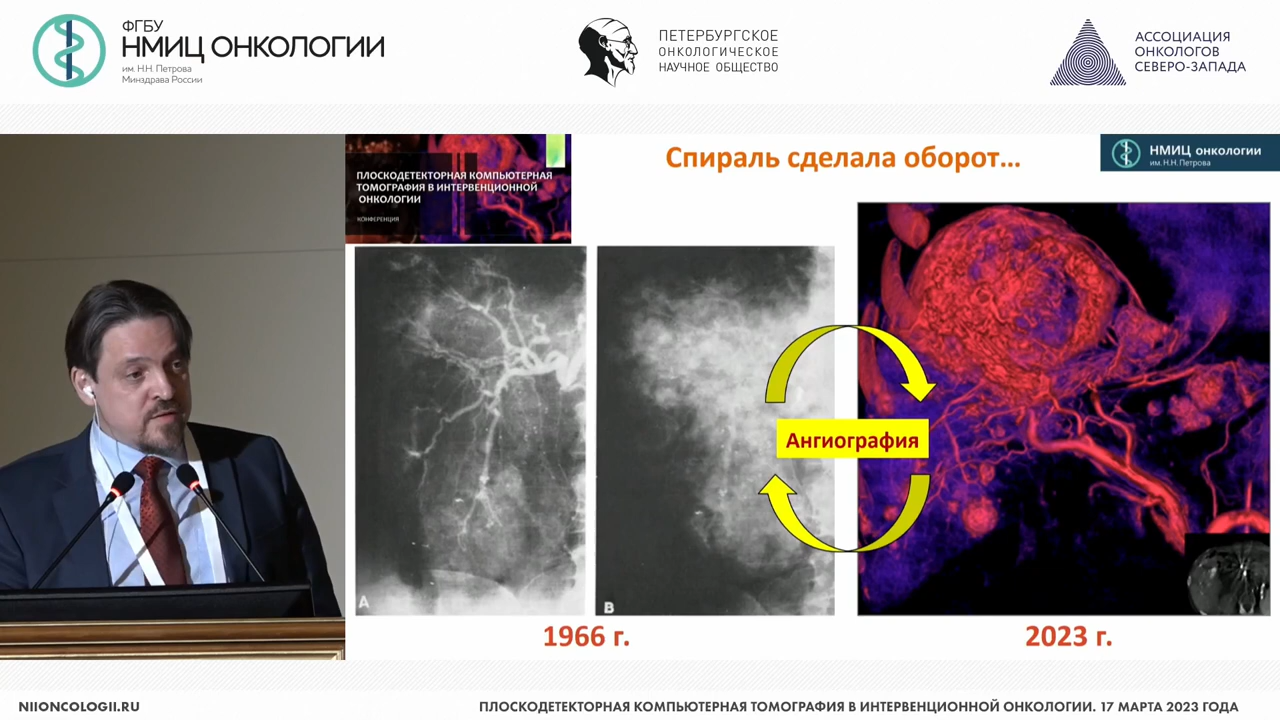 ФГБУ
НМИЦ ОНКОЛОГИИ
им. Н.Н. Петрова
Минздрава России
ПЕТЕРБУРГСКОЕ
ОНКОЛОГИЧЕСКОЕ
НАУЧНОЕ ОБЩЕСТВО
АССОЦИАЦИЯ
ОНКОЛОГОВ
СЕВЕРО-ЗАПАДА
ПЛОСКОДЕТЕКТОРНАЯ КОМПЬЮТЕРНАЯ
ТОМОГРАФИЯ В ИНТЕРВЕНЦИОННОЙ
ОНКОЛОГИИ
КОНФЕРЕНЦИЯ
Спираль сделала оборот...
НМИЦ онкологии
им. Н.Н. Петрова
Ангиография
A
B
1966 г.
2023 г.
NIIONCOLOGII.RU
ПЛОСКОДЕТЕКТОРНАЯ КОМПЬЮТЕРНАЯ ТОМОГРАФИЯ В ИНТЕРВЕНЦИОННОЙ ОНКОЛОГИИ. 17 МАРТА 2023 ГОДА